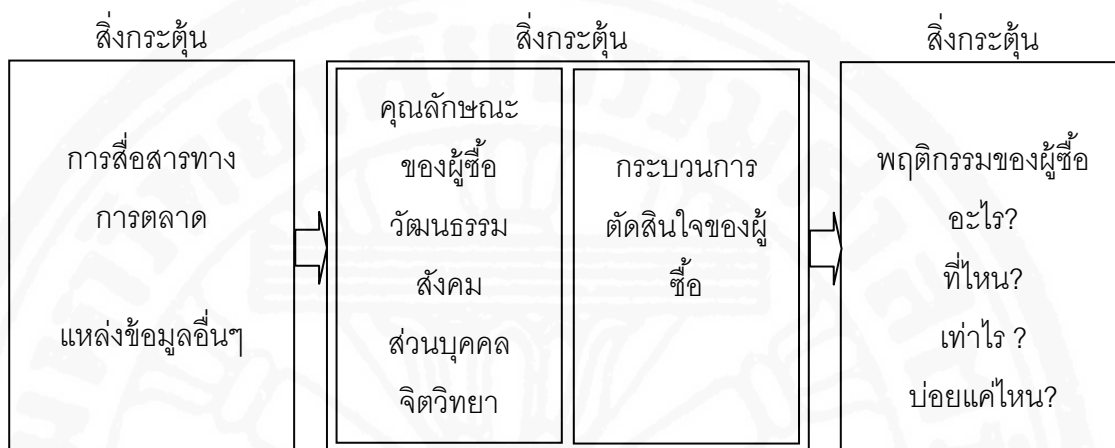 สิ่งกระตุ้น
การสื่อสารทาง
การตลาด
แหล่งข้อมูลอื่นๆ
สิ่งกระตุ้น
คุณลักษณะ
ของผู้ซื้อ
วัฒนธรรม
สังคม
ส่วนบุคคล
จิตวิทยา
กระบวนการ
ตัดสินใจของผู้
ซื้อ
สิ่งกระตุ้น
พฤติกรรมของผู้ซื้อ
อะไร?
ที่ไหน?
เท่าไร ?
บ่อยแค่ไหน?